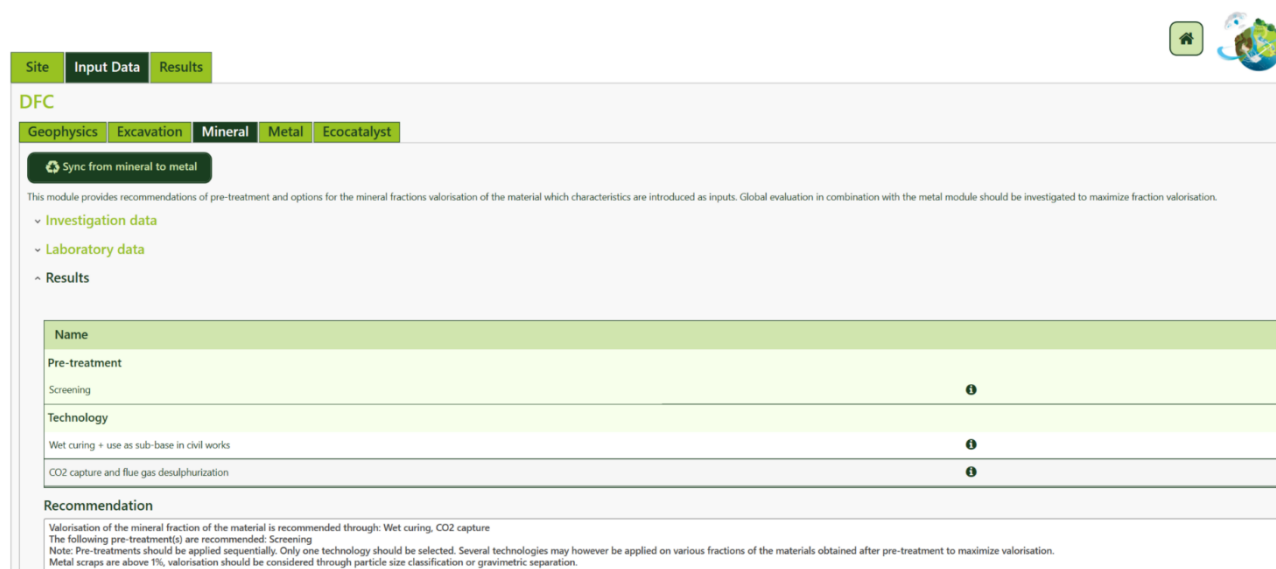 Site Input Data Results
DFC
Geophysics Excavation Mineral Metal Ecocatalyst
Sync from mineral to metal
This module provides recommendations of pre-treatment and options for the mineral fractions valorisation of the material which characteristics are introduced as inputs. Global evaluation in combination with the metal module should be investigated to maximize fraction valorisation.
Investigation data
Laboratory data
Results
Name
Pre-treatment
Screening
Technology
Wet curing + use as sub-base in civil works
CO2 capture and flue gas desulphurization
Recommendation
Valorisation of the mineral fraction of the material is recommended through: Wet curing, CO2 capture
The following pre-treatment(s) are recommended: Screening
Note: Pre-treatments should be applied sequentially. Only one technology should be selected. Several technologies may however be applied on various fractions of the materials obtained after pre-treatment to maximize valorisation.
Metal scraps are above 1%, valorisation should be considered through particle size classification or gravimetric separation.